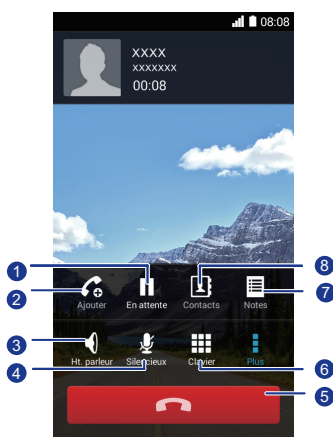 08:08
xxxx
xxxxxxx
00:08
1
8
2
7
Ajouter En attente Contacts Notes
3
Ht. parleur Silencieux Clavier Plus
4
6
5